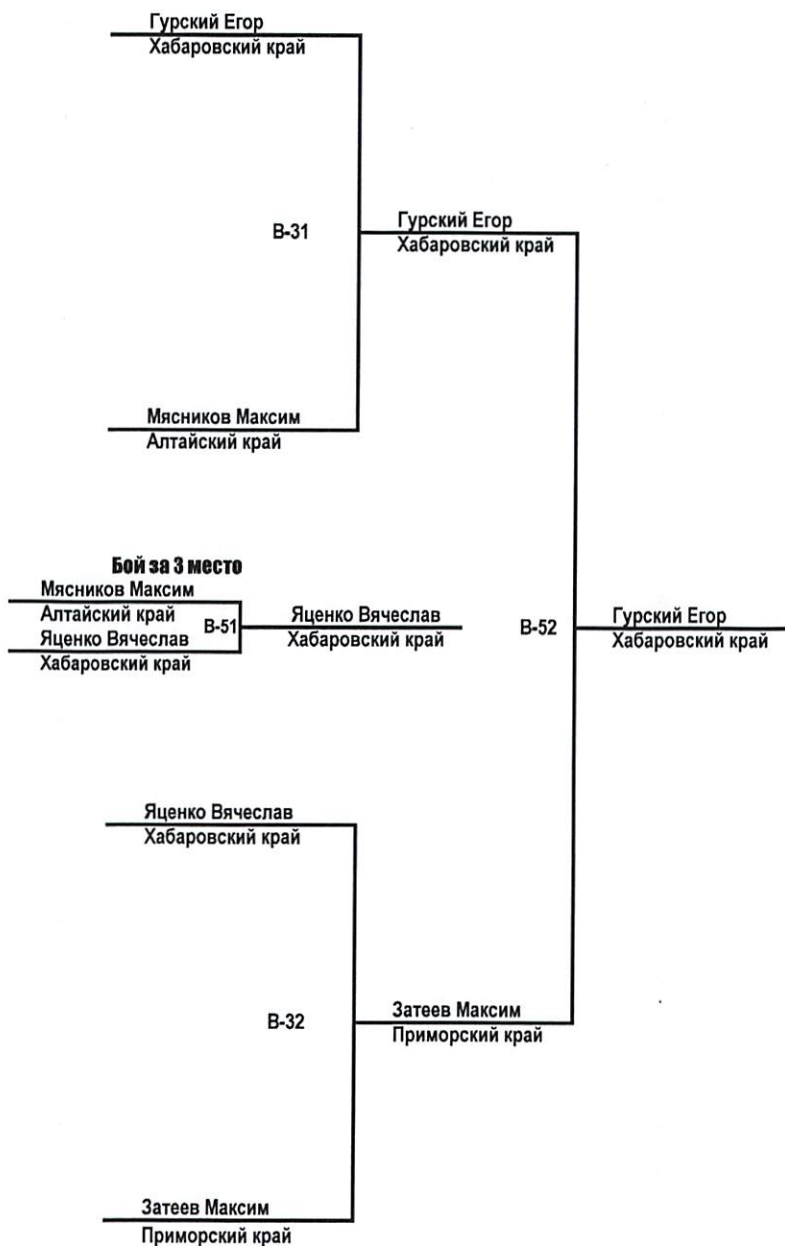 Гурский Егор
Хабаровский край
В-31
Гурский Егор
Хабаровский край
Мясников Максим
Алтайский край
Бой за 3 место
Мясников Максим
Алтайский край
Яценко Вячеслав
Хабаровский край
В-51
Яценко Вячеслав
Хабаровский край
В-52
Гурский Егор
Хабаровский край
Яценко Вячеслав
Хабаровский край
В-32
Затеев Максим
Приморский край
Затеев Максим
Приморский край